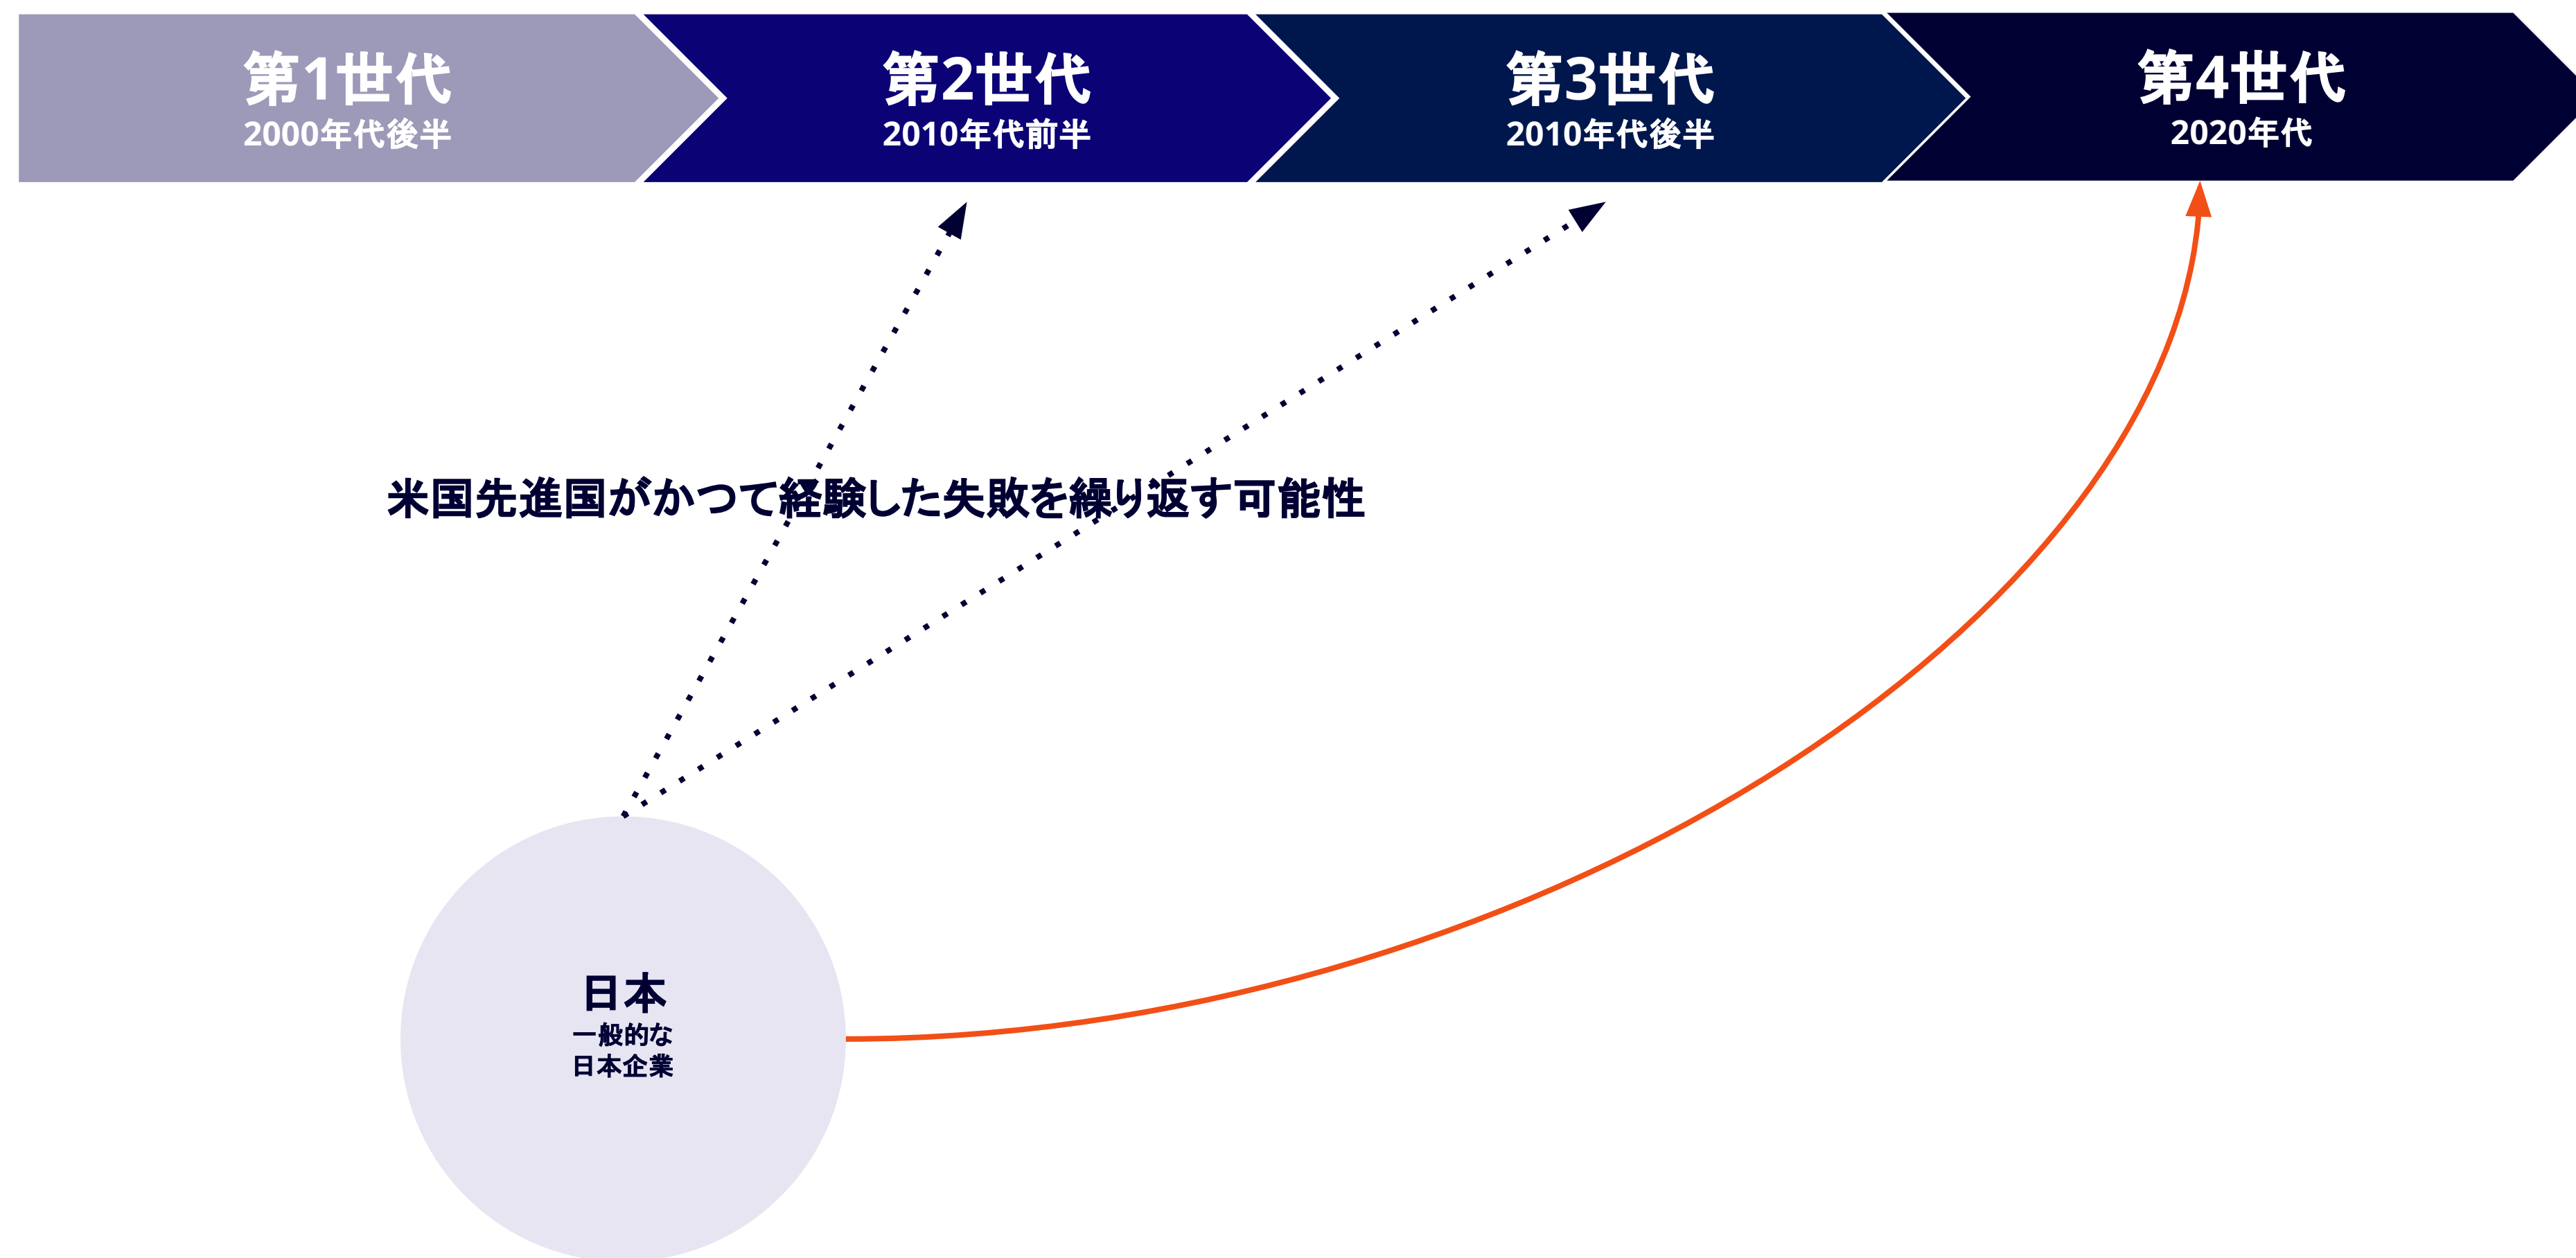 第1世代
2000年代後半
第2世代
2010年代前半
第3世代
2010年代後半
第4世代
2020年代
米国先進国がかつて経験した失敗を繰り返す可能性
日本
一般的な
日本企業